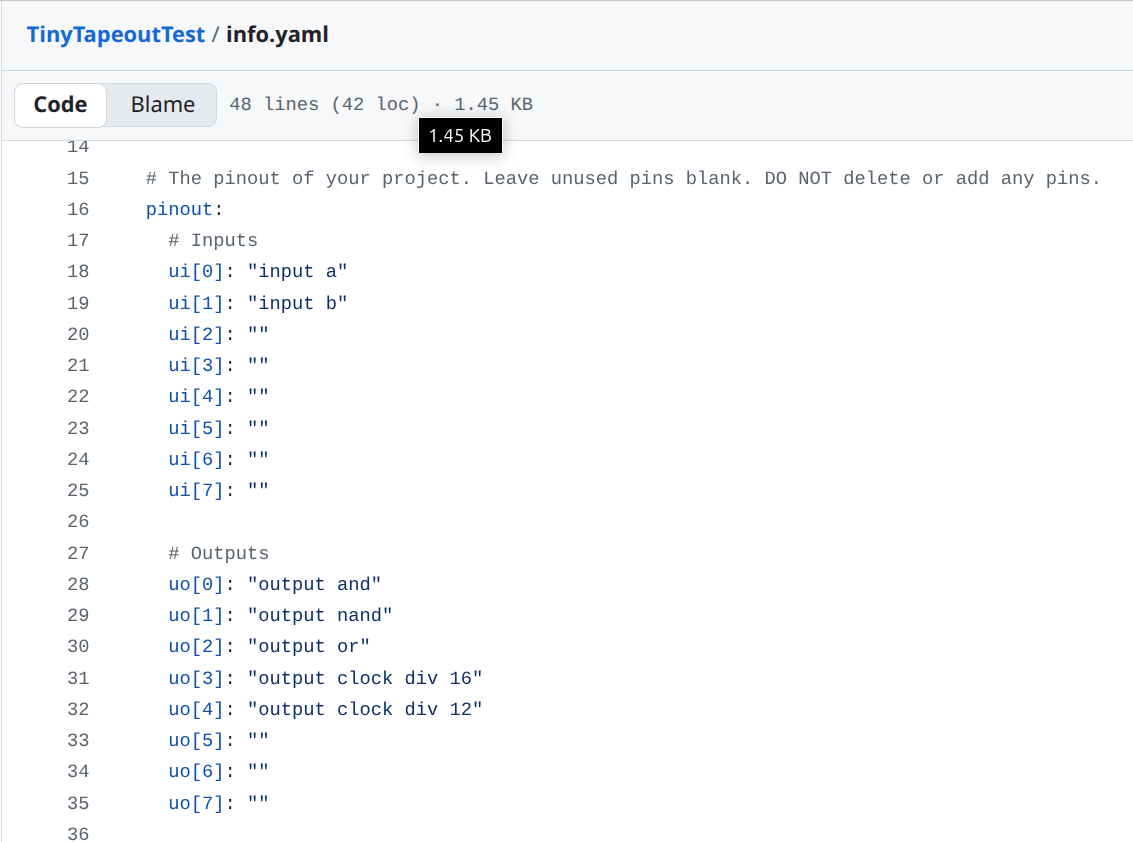 TinyTapeoutTest / info.yaml
Code Blame 48 lines (42 loc) · 1.45 KB
1.45 KB
14
15 # The pinout of your project. Leave unused pins blank. DO NOT delete or add any pins.
16 pinout:
17 # Inputs
18 ui[0]: "input a"
19 ui[1]: "input b"
20 ui[2]: ""
21 ui[3]: ""
22 ui[4]: ""
23 ui[5]: ""
24 ui[6]: ""
25 ui[7]: ""
26
27 # Outputs
28 uo[0]: "output and"
29 uo[1]: "output nand"
30 uo[2]: "output or"
31 uo[3]: "output clock div 16"
32 uo[4]: "output clock div 12"
33 uo[5]: ""
34 uo[6]: ""
35 uo[7]: ""
36